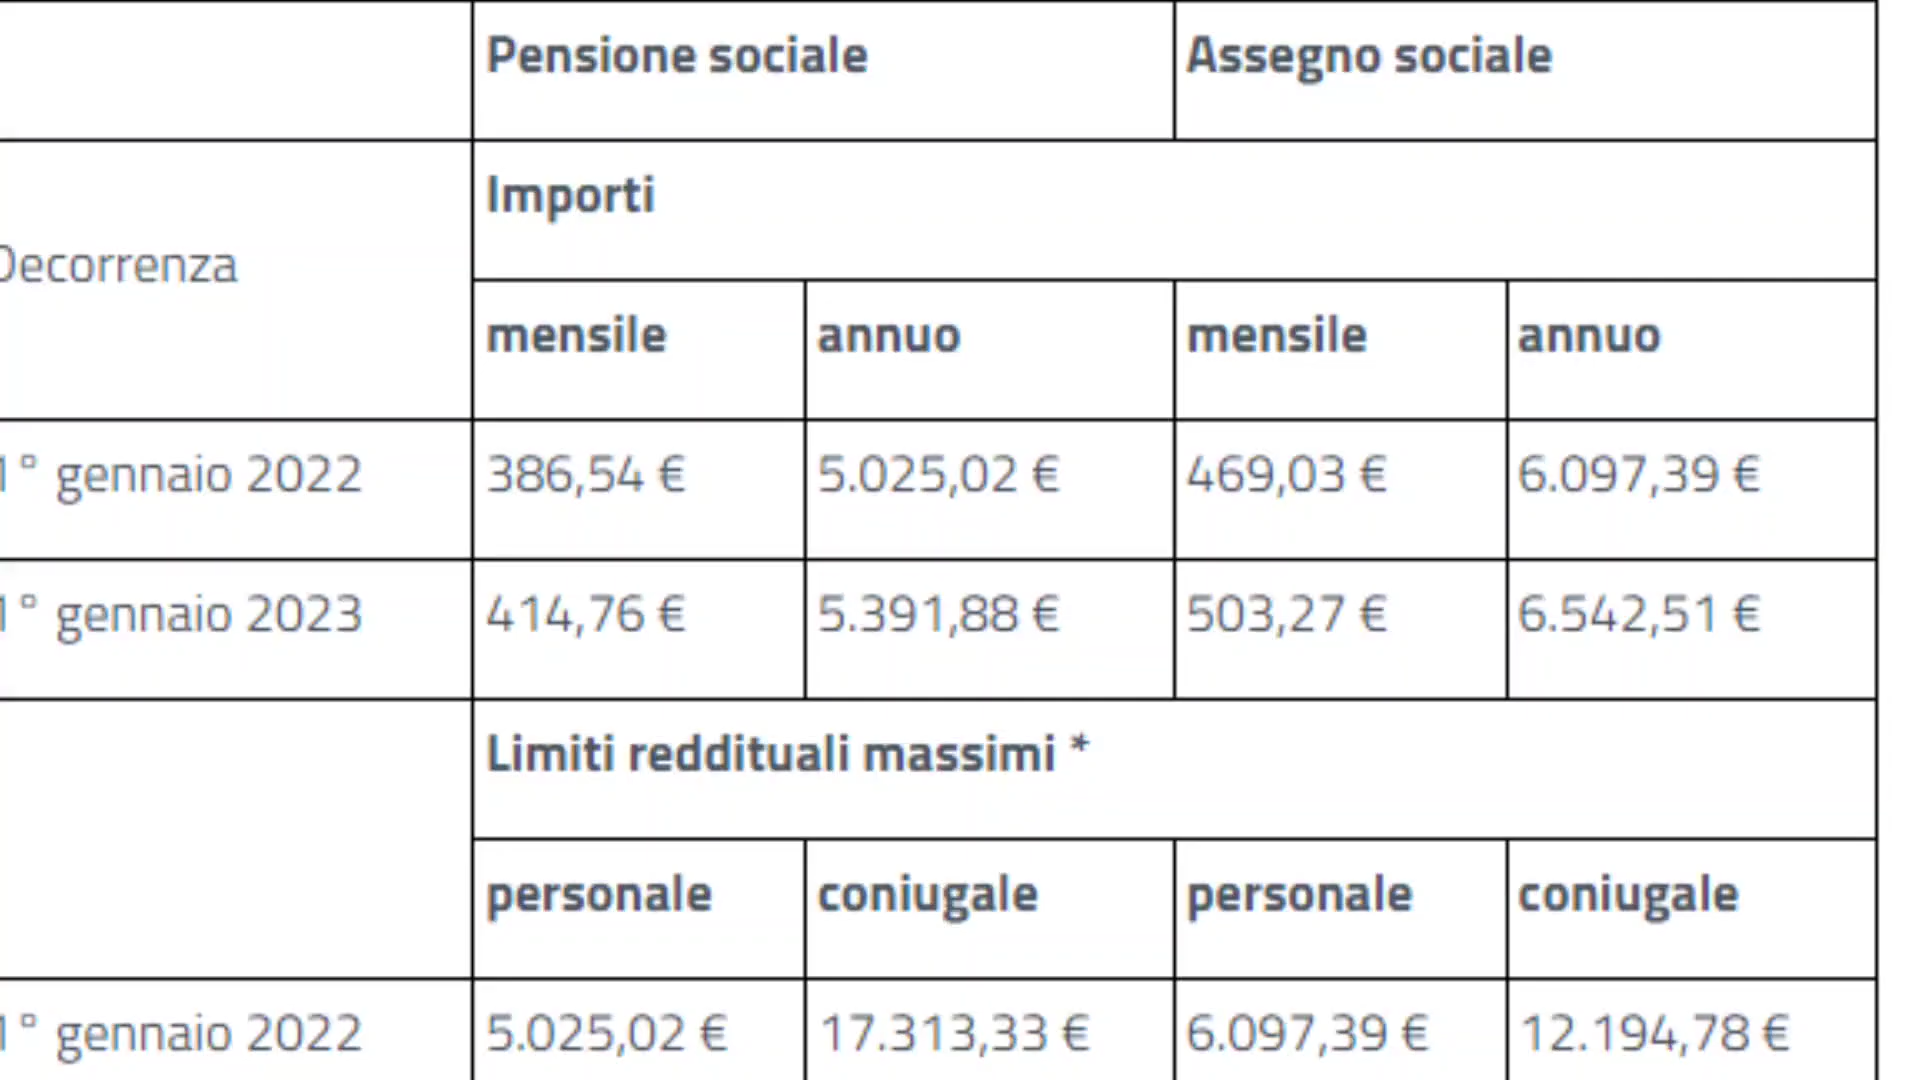 Pensione sociale Assegno sociale
Importi
Decorrenza
mensile annuo mensile annuo
1° gennaio 2022 386,54 € 5.025,02 € 469,03 € 6.097,39 €
1° gennaio 2023 414,76 € 5.391,88 € 503,27 € 6.542,51 €
Limiti reddituali massimi *
personale coniugale personale coniugale
1° gennaio 2022 5.025,02 € 17.313,33 € 6.097,39 € 12.194,78 €